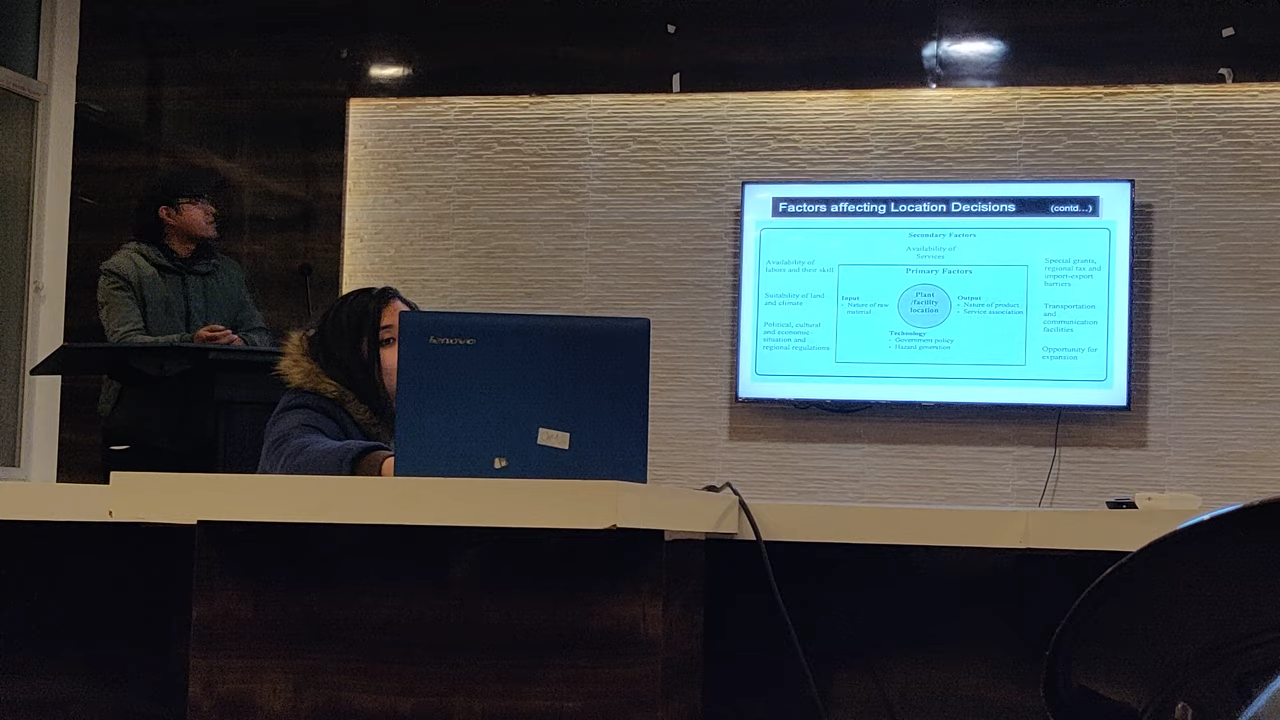 Factors affecting Location Decisions (contd...)
Secondary Factors
Availability of
Services
Availability of
labors and their skill
Suitability of land
and climate
Political, cultural
and economic
situation and
regional regulations
Primary Factors
Input
- Nature of raw
material
Plant
/facility
location
Output
- Nature of product
- Service association
Technology
- Government policy
- Hazard generation
Special grants,
regional tax and
import-export
barriers
Transportation
and
communication
facilities
Opportunity for
expansion
lenovo